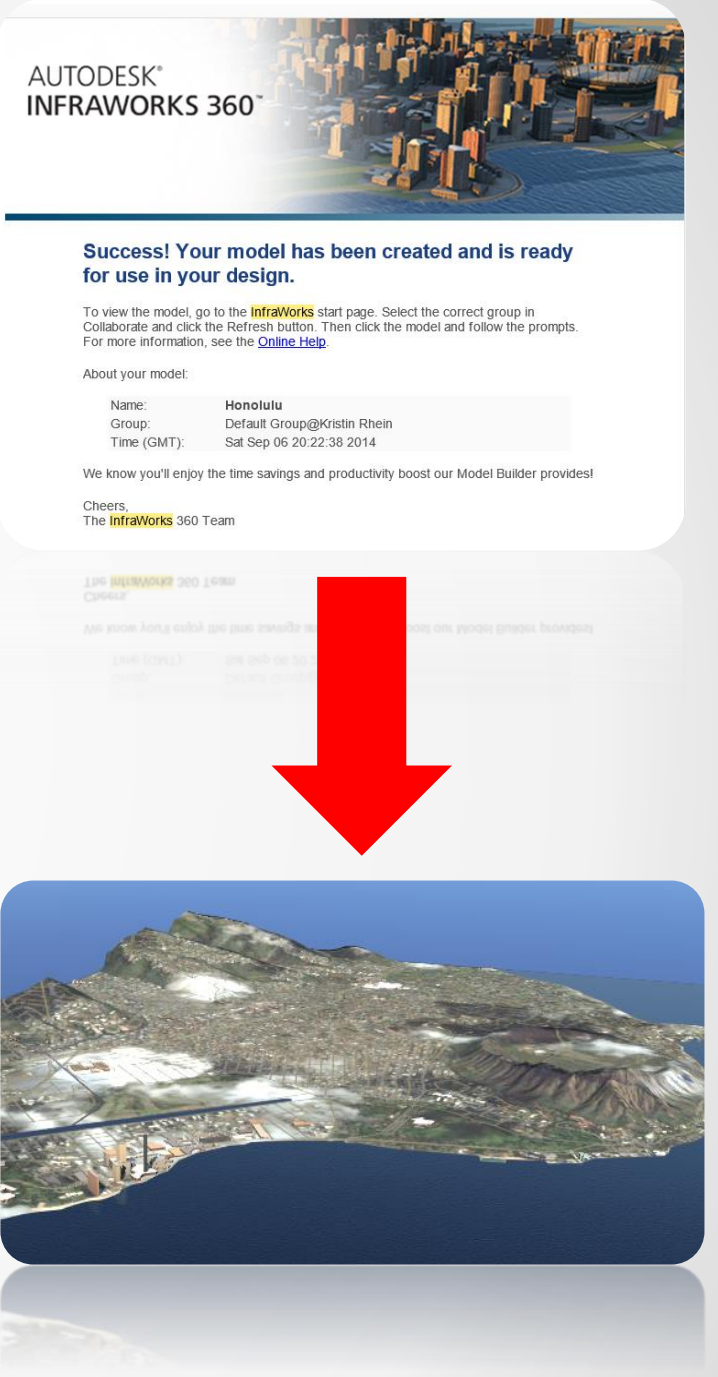 AUTODESK®
INFRAWORKS 360™
Success! Your model has been created and is ready
for use in your design.
To view the model, go to the InfraWorks start page. Select the correct group in
Collaborate and click the Refresh button. Then click the model and follow the prompts.
For more information, see the Online Help.
About your model:
Name: Honolulu
Group: Default Group@Kristin Rhein
Time (GMT): Sat Sep 06 20:22:38 2014
We know you'll enjoy the time savings and productivity boost our Model Builder provides!
Cheers,
The InfraWorks 360 Team